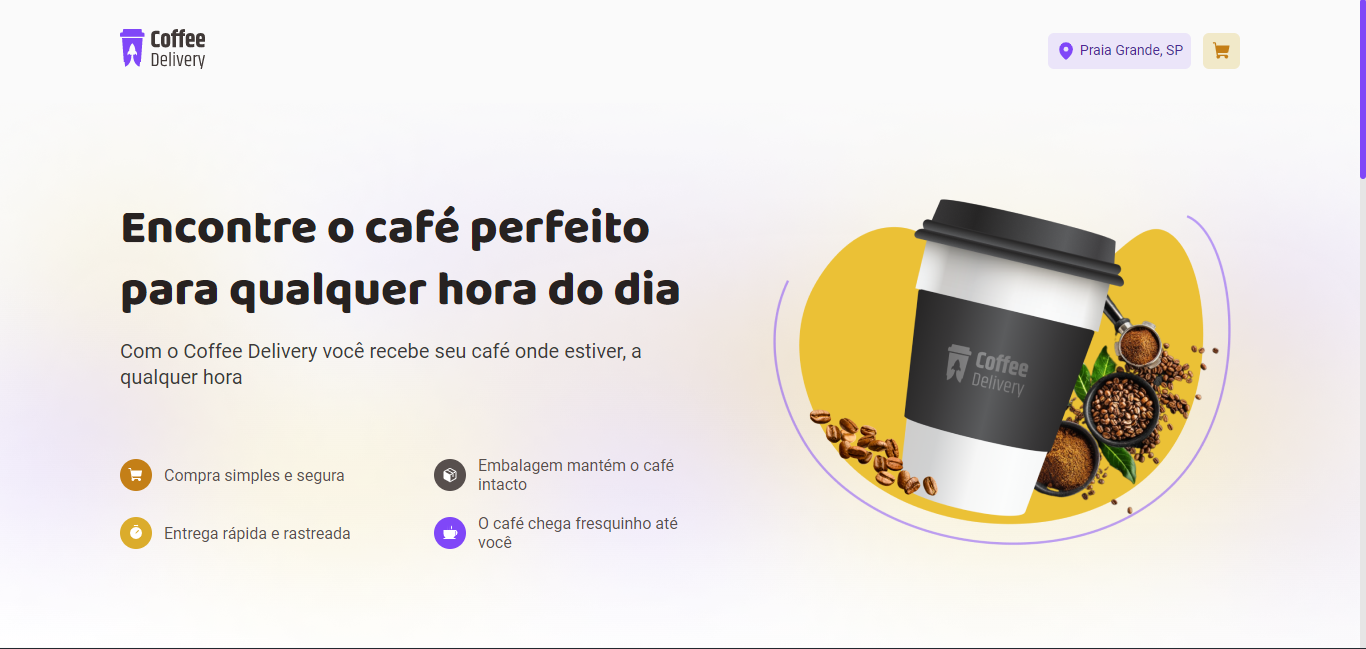 Coffee
Delivery
Praia Grande, SP
Encontre o café perfeito
para qualquer hora do dia
Com o Coffee Delivery você recebe seu café onde estiver, a
qualquer hora
Compra simples e segura
Embalagem mantém o café
intacto
Entrega rápida e rastreada
O café chega fresquinho até
você
Coffee
Delivery